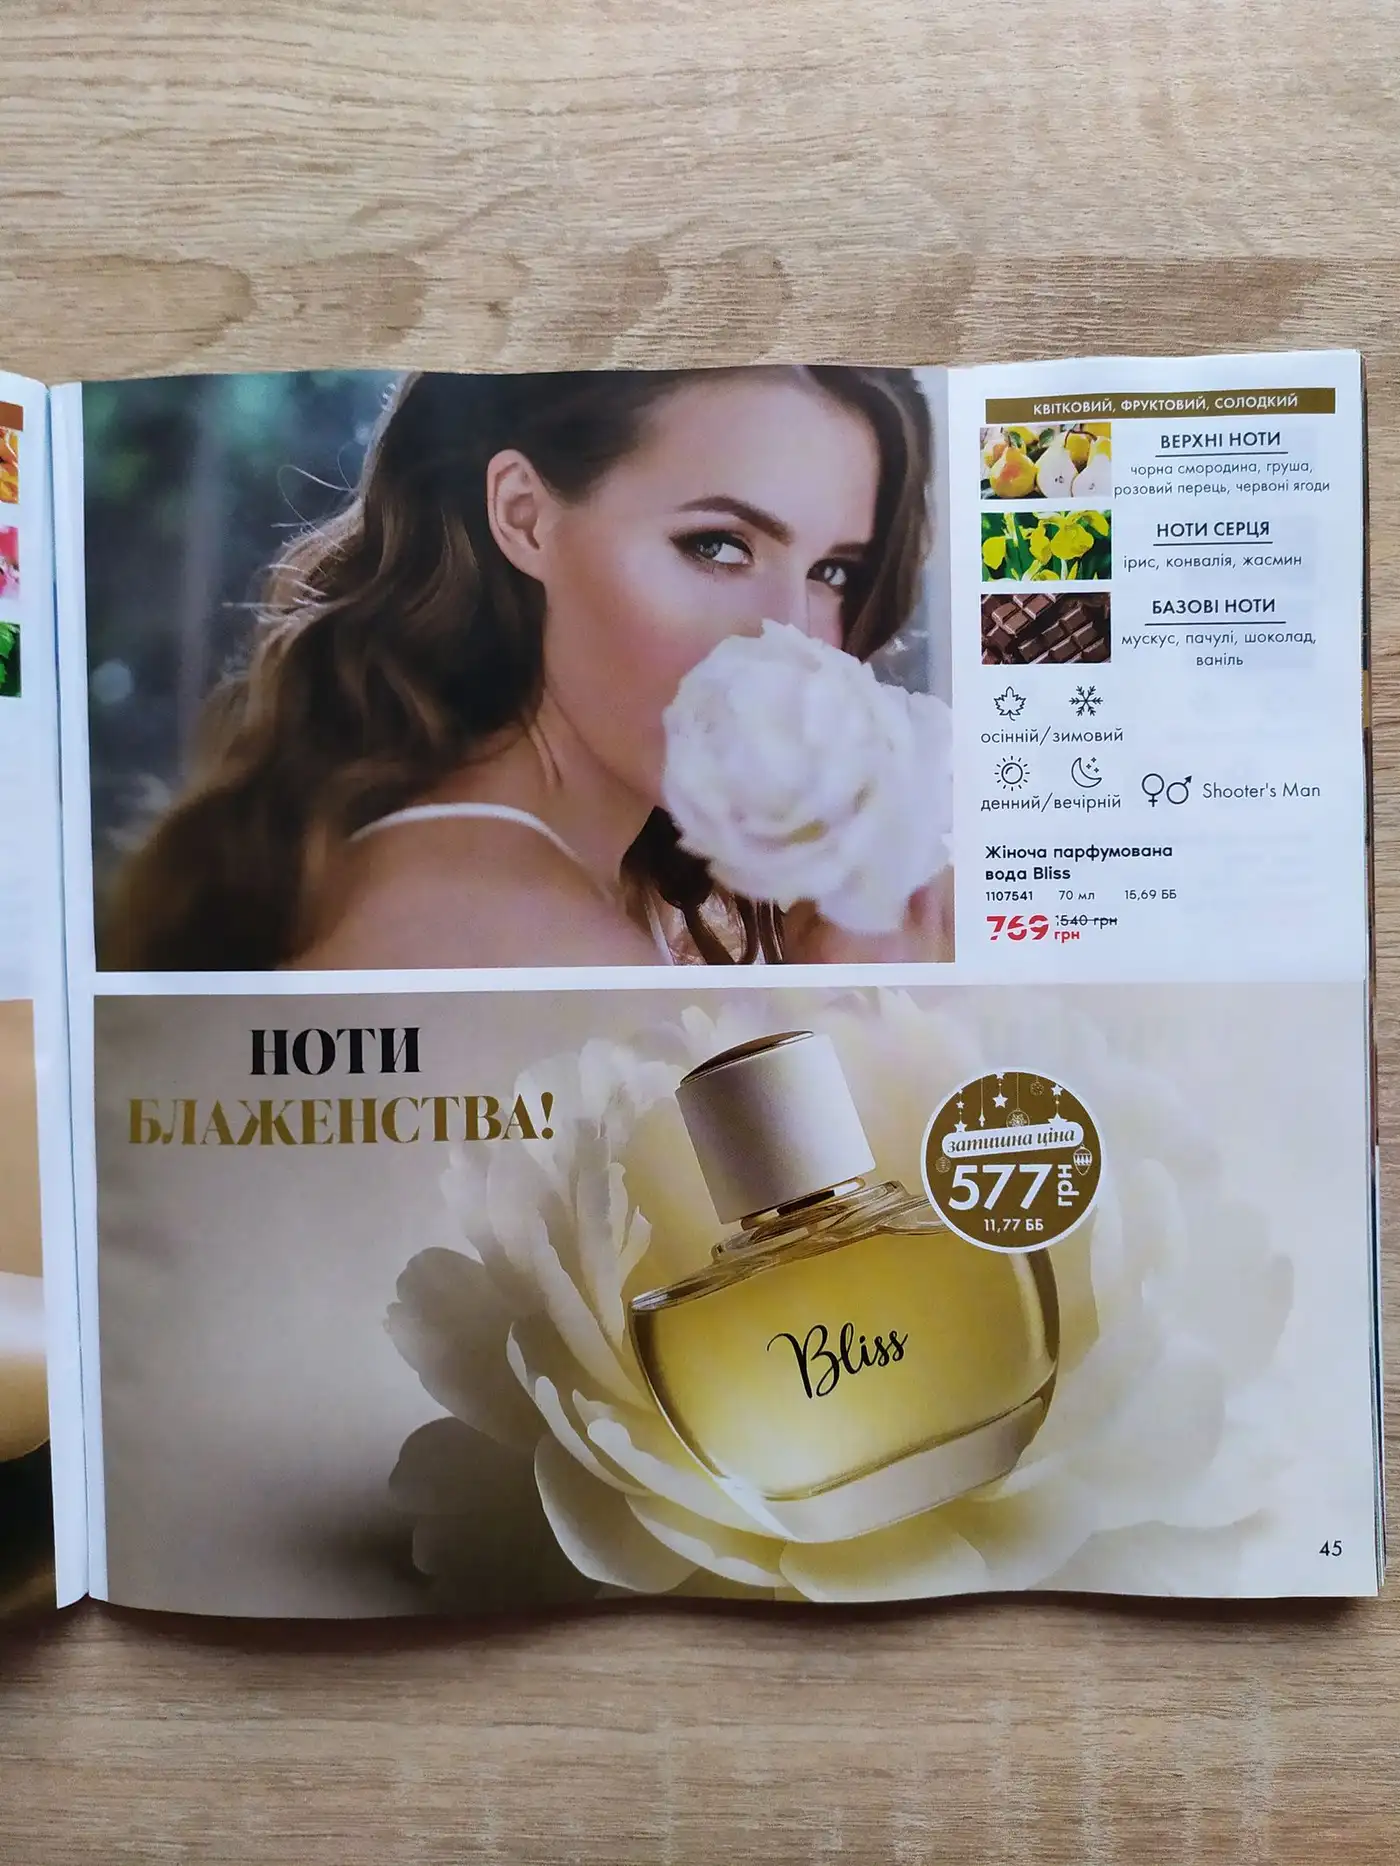 КВІТКОВИЙ, ФРУКТОВИЙ, СОЛОДКИЙ
ВЕРХНІ НОТИ
чорна смородина, груша,
розовий перець, червоні ягоди
НОТИ СЕРЦЯ
ірис, конвалія, жасмин
БАЗОВІ НОТИ
мускус, пачулі, шоколад,
ваніль
осінній/зимовий
денний/вечірній
Shooter's Man
Жіноча парфумована
вода Bliss
1107541 70 мл 15,69 ББ
769 грн 1540 грн
НОТИ
БЛАЖЕНСТВА!
затишна ціна
577 грн
11,77 ББ
Bliss
45